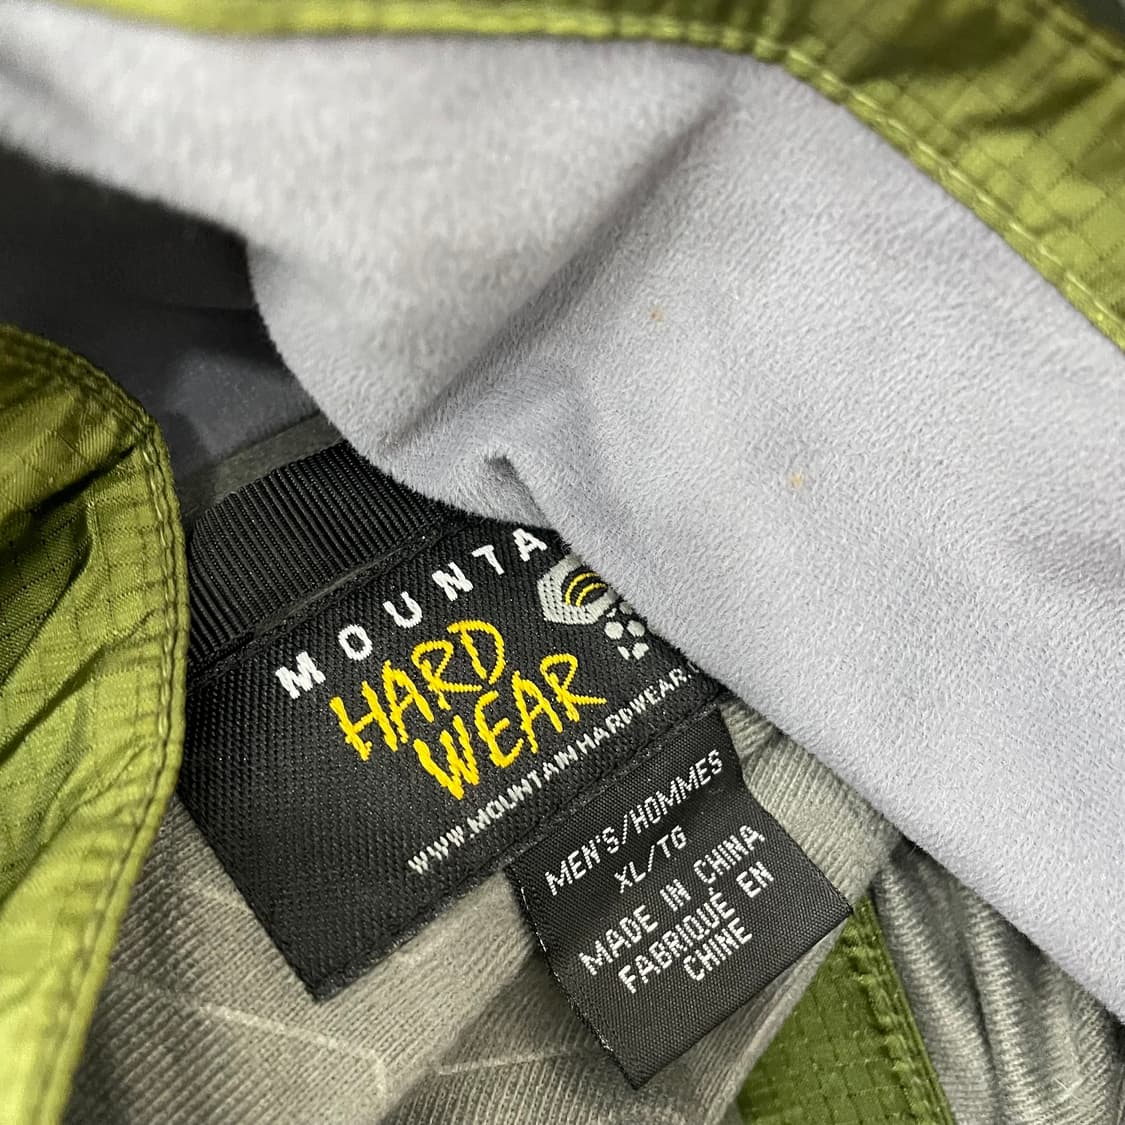 MOUNTA
HARD
WEAR
WWW.MOUNTAINHARDWEAR.
MEN'S/HOMMES
XL/TG
MADE IN CHINA
FABRIQUÉ EN
CHINE